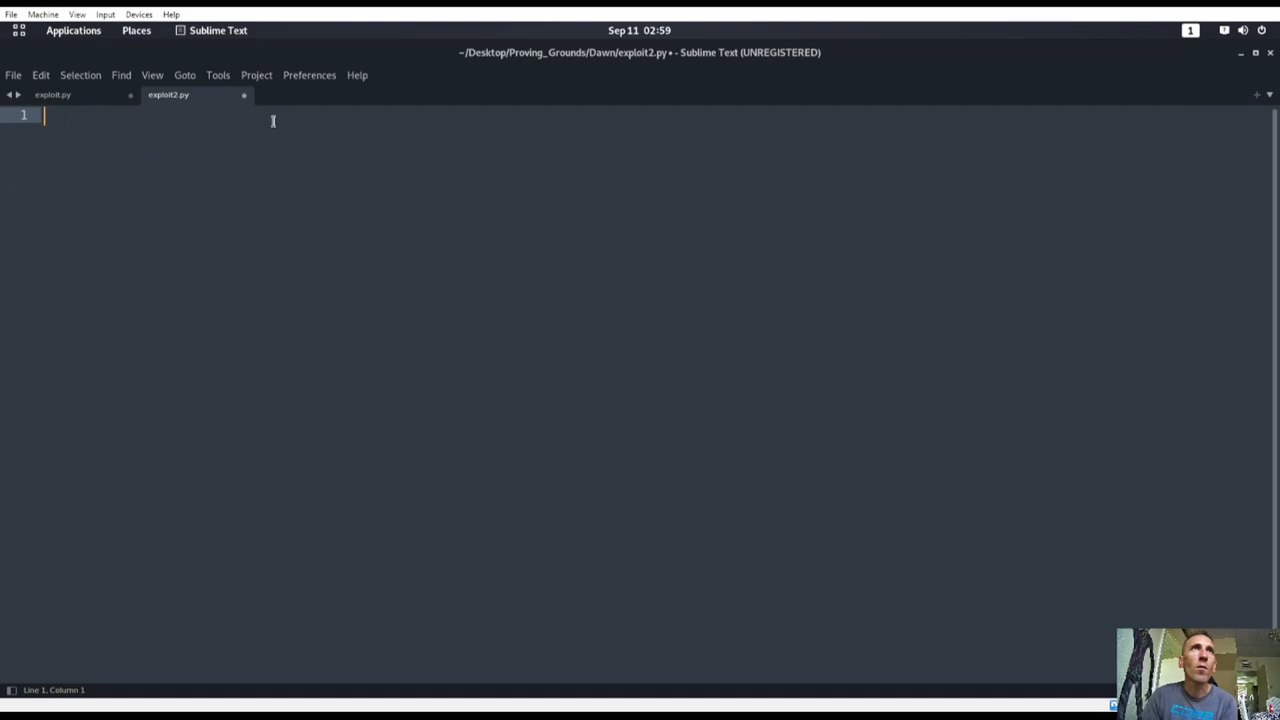 File Machine View Input Devices Help
Applications Places Sublime Text Sep 11 02:59 1
~/Desktop/Proving_Grounds/Dawn/exploit2.py • - Sublime Text (UNREGISTERED)
File Edit Selection Find View Goto Tools Project Preferences Help
exploit.py exploit2.py
1
Line 1, Column 1